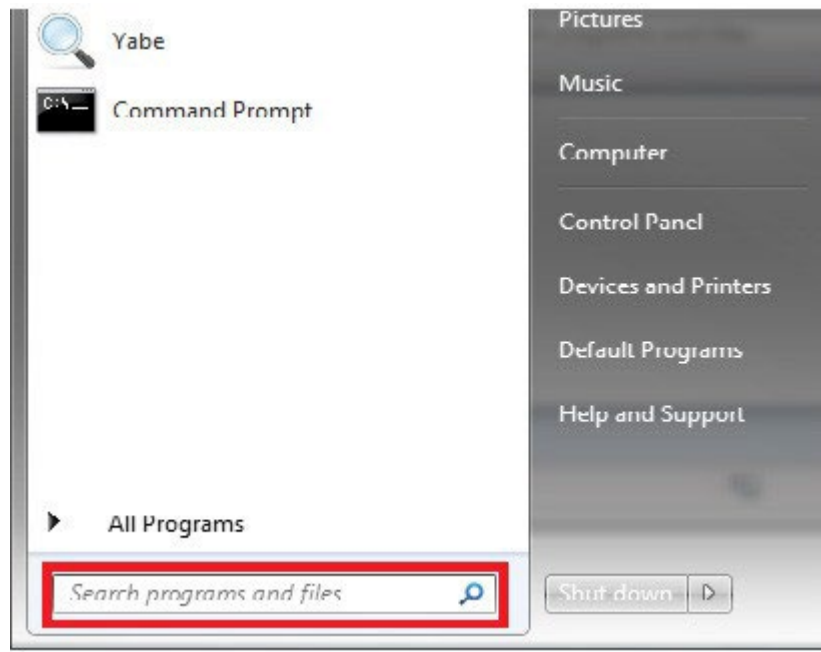 Yabe
C:\_
Command Prompt
All Programs
Search programs and files
Pictures
Music
Computer
Control Panel
Devices and Printers
Default Programs
Help and Support
Shut down